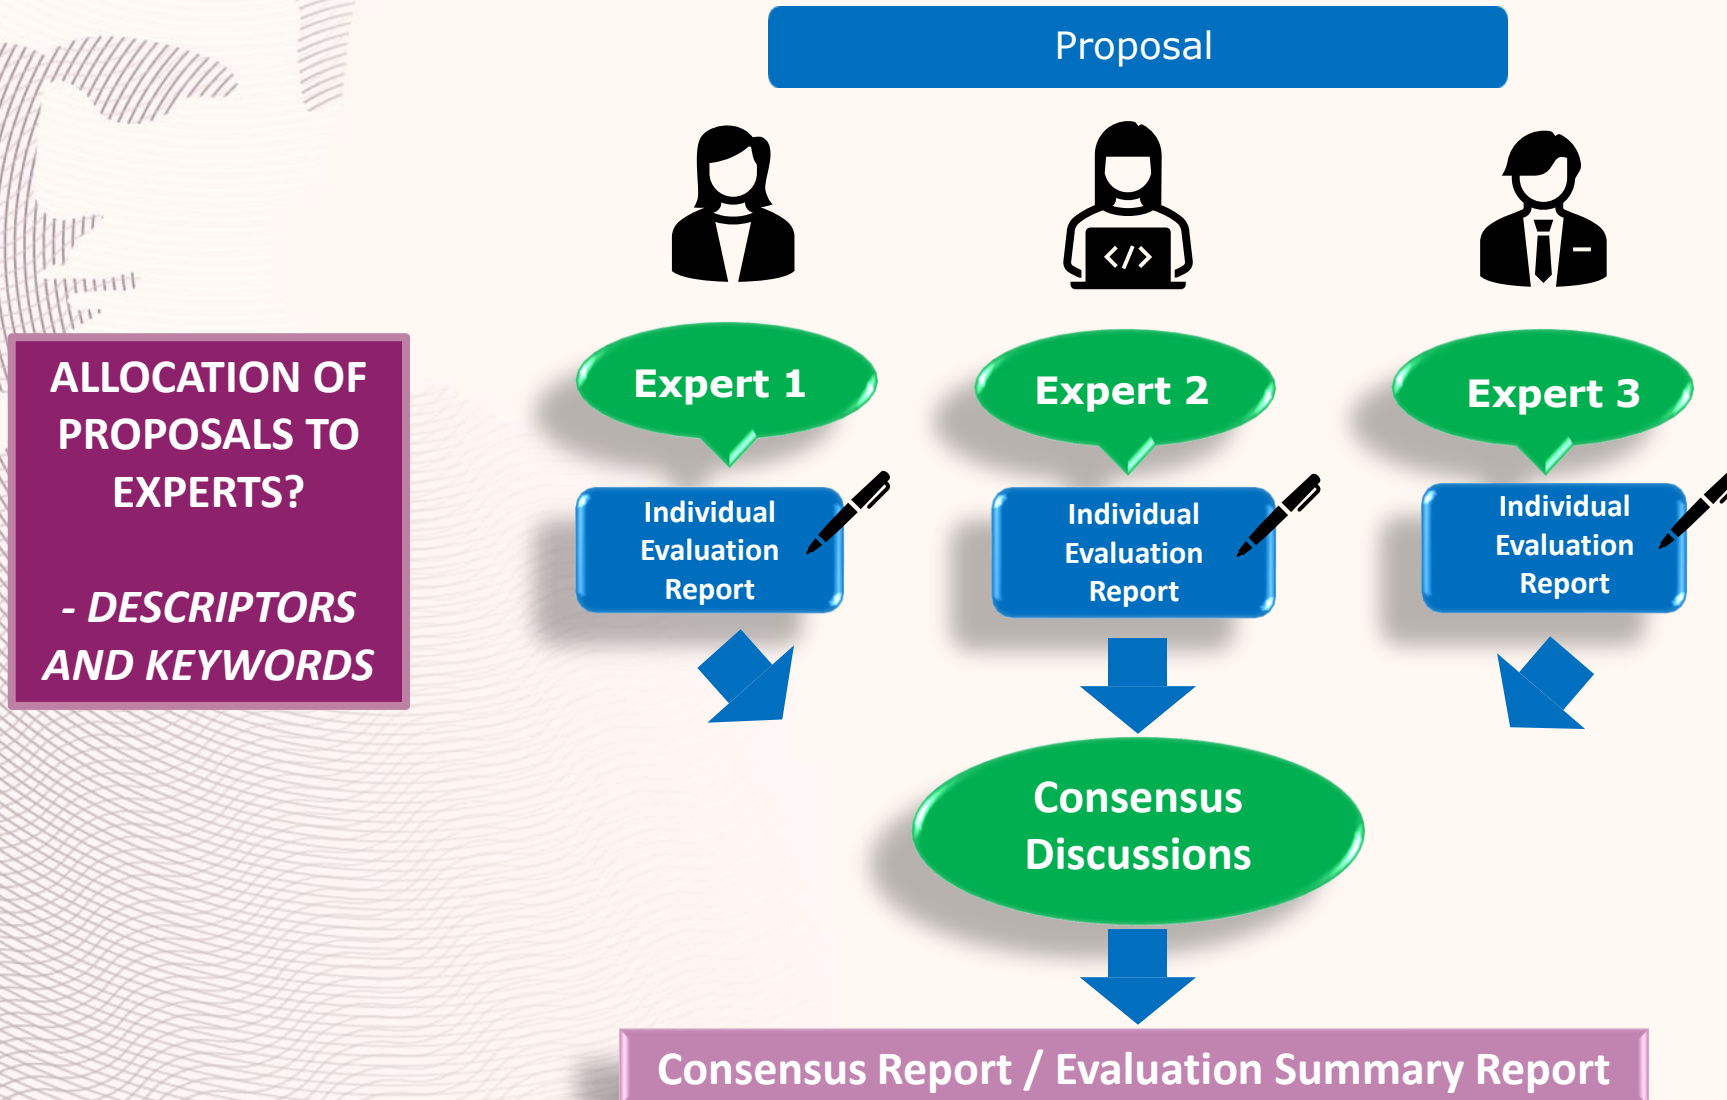 Proposal
ALLOCATION OF
PROPOSALS TO
EXPERTS?
- DESCRIPTORS
AND KEYWORDS
</>
Expert 1
Expert 2
Expert 3
Individual
Evaluation
Report
Individual
Evaluation
Report
Individual
Evaluation
Report
Consensus
Discussions
Consensus Report / Evaluation Summary Report